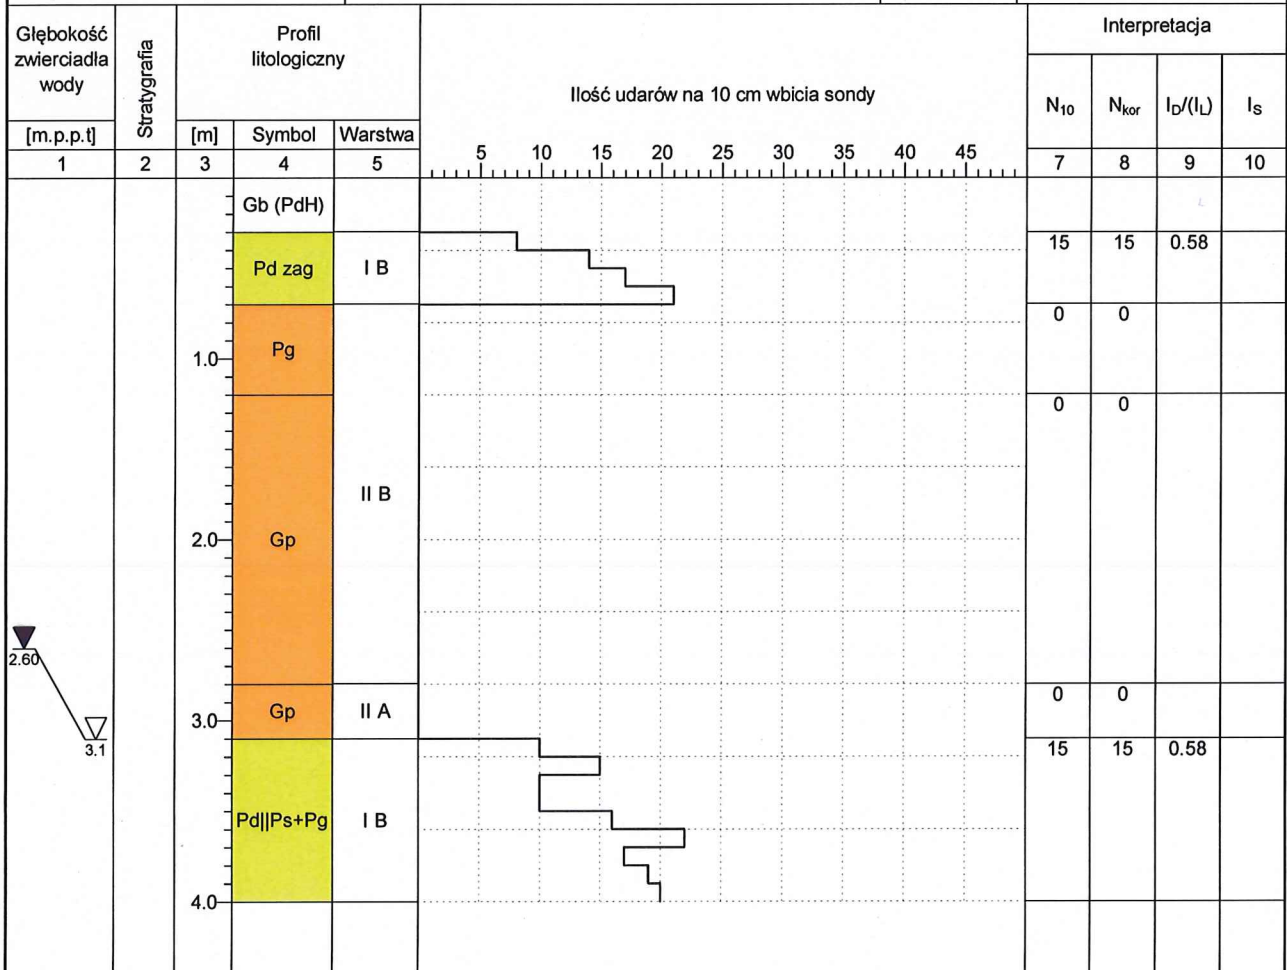 Głębokość zwierciadła wody
Stratygrafia
Profil litologiczny
Ilość udarów na 10 cm wbicia sondy
Interpretacja
[m.p.p.t]
[m]
Symbol
Warstwa
N10
Nkor
ID/(IL)
IS
1
2
3
4
5
5 10 15 20 25 30 35 40 45
7
8
9
10
Gb (PdH)
Pd zag
I B
15 15 0.58
0 0
Pg
1.0
0 0
II B
2.0
Gp
2.60
0 0
3.0
Gp
II A
3.1
15 15 0.58
Pd||Ps+Pg
I B
4.0